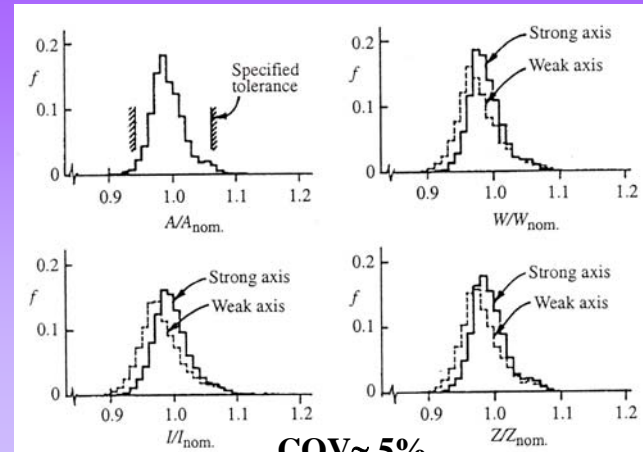 0.2
f
0.1
0
Specified
tolerance
0.9 1.0 1.1 1.2
A/Anom.
0.2
f
0.1
0
Strong axis
Weak axis
0.9 1.0 1.1 1.2
W/Wnom.
0.2
f
0.1
0
Strong axis
Weak axis
0.9 1.0 1.1 1.2
I/Inom.
0.2
f
0.1
0
Strong axis
Weak axis
0.9 1.0 1.1 1.2
Z/Znom.
COV~ 5%